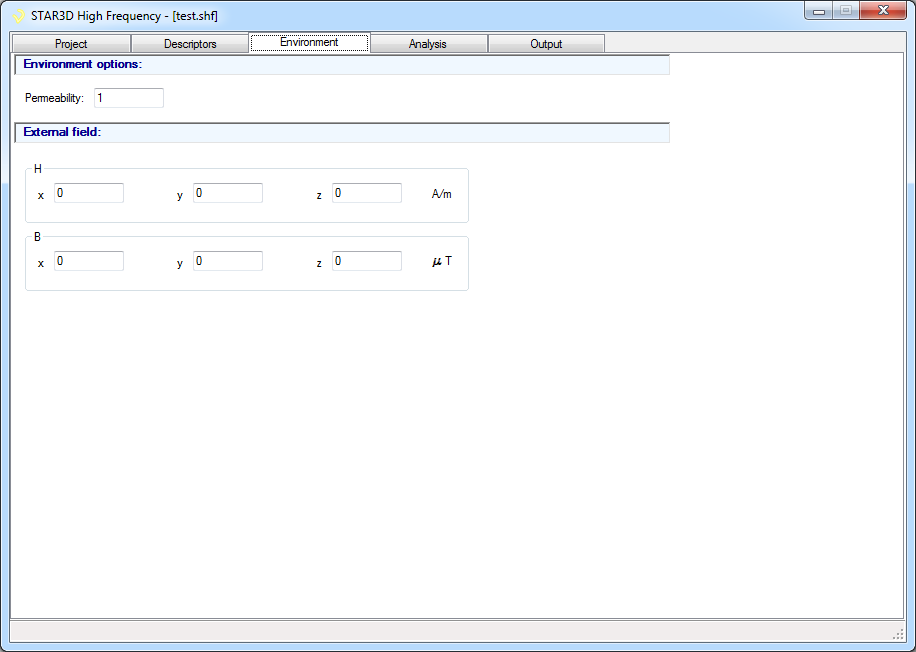 STAR3D High Frequency - [test.shf]
Project Descriptors Environment Analysis Output
Environment options:
Permeability: 1
External field:
H
x 0 y 0 z 0 A/m
B
x 0 y 0 z 0 μ T